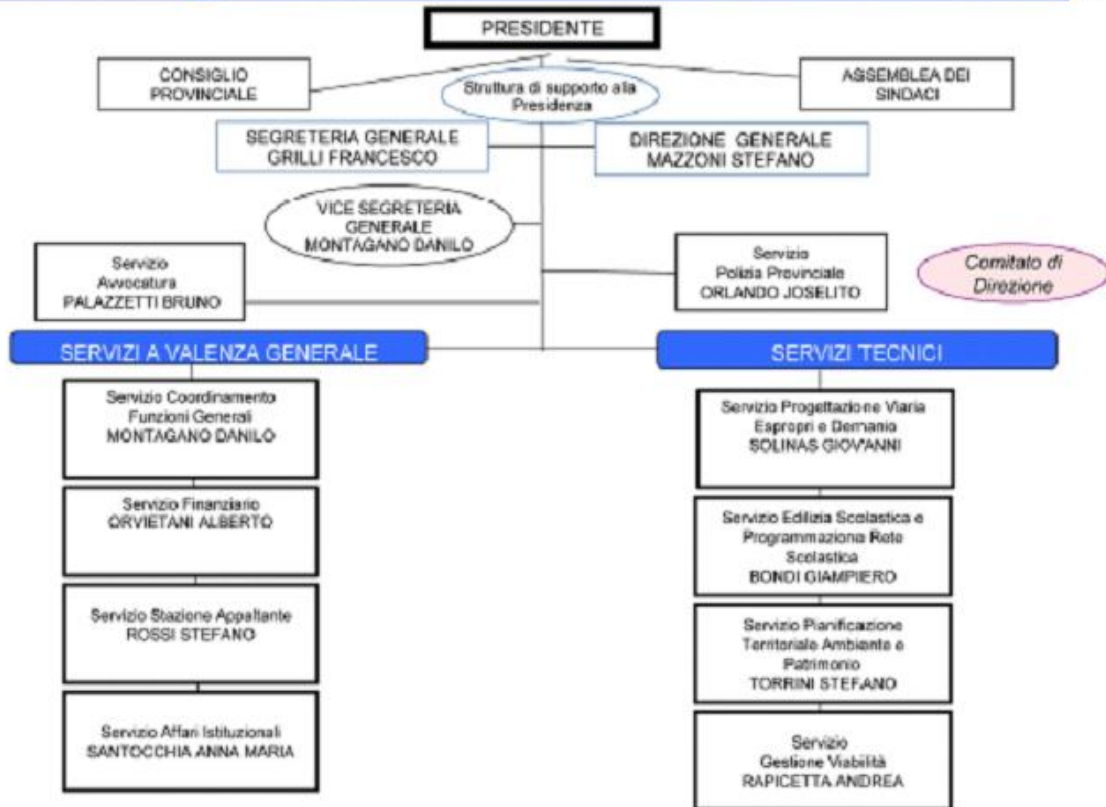 PRESIDENTE
CONSIGLIO
PROVINCIALE
Struttura di supporto alla
Presidenza
ASSEMBLEA DEI
SINDACI
SEGRETERIA GENERALE
GRILLI FRANCESCO
DIREZIONE GENERALE
MAZZONI STEFANO
VICE SEGRETERIA
GENERALE
MONTAGANO DANILO
Servizio
Avvocatura
PALAZZETTI BRUNO
Servizio
Polizia Provinciale
ORLANDO JOSELITO
Comitato di
Direzione
SERVIZI A VALENZA GENERALE
SERVIZI TECNICI
Servizio Coordinamento
Funzioni Generali
MONTAGANO DANILO
Servizio Finanziario
ORVIETANI ALBERTO
Servizio Stazione Appaltante
ROSSI STEFANO
Servizio Affari Istituzionali
SANTOCCHIA ANNA MARIA
Servizio Progettazione Viaria
Espropri e Demanio
SOLINAS GIOVANNI
Servizio Edilizia Scolastica e
Programmazione Rete
Scolastica
BONDI GIAMPIERO
Servizio Pianificazione
Territoriale Ambiente e
Patrimonio
TORRINI STEFANO
Servizio
Gestione Viabilità
RAPICETTA ANDREA